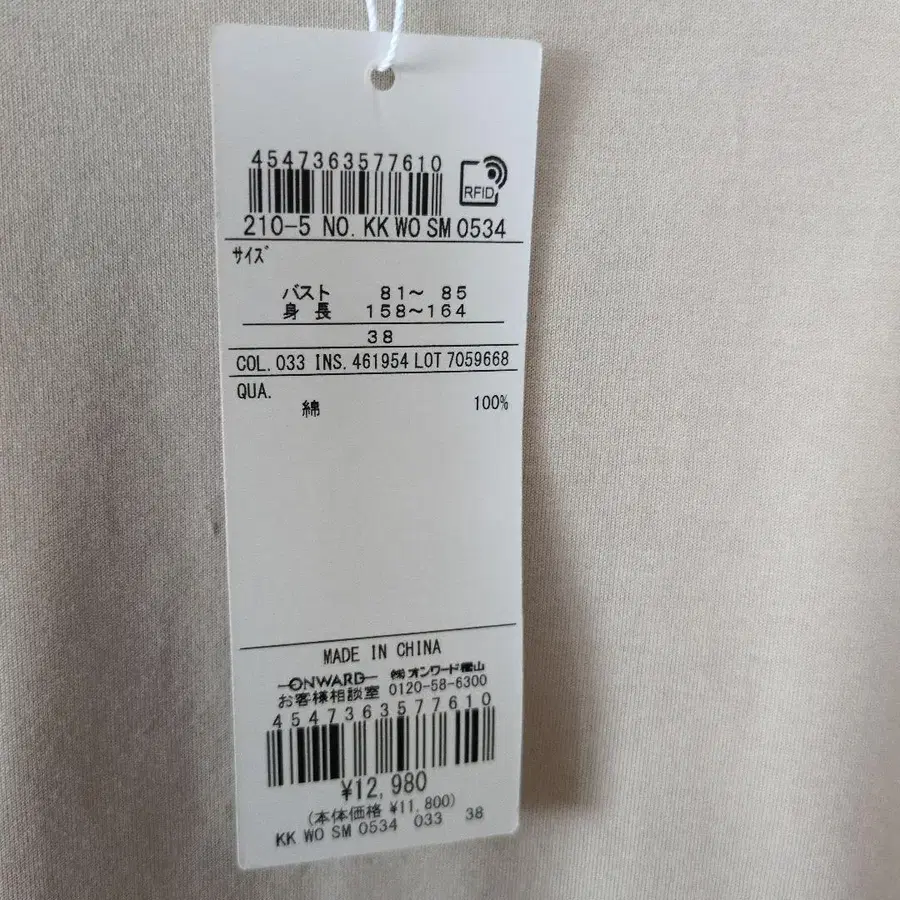 4547363577610
RFID
210-5 NO. KK WO SM 0534
サイズ
バスト 81～ 85
身長 158～164
38
COL. 033 INS. 461954 LOT 7059668
QUA.
綿 100%
MADE IN CHINA
ONWARD ㈱オンワード樫山
お客様相談室 0120-58-6300
4547363577610
¥12,980
(本体価格 ¥11,800)
KK WO SM 0534 033 38